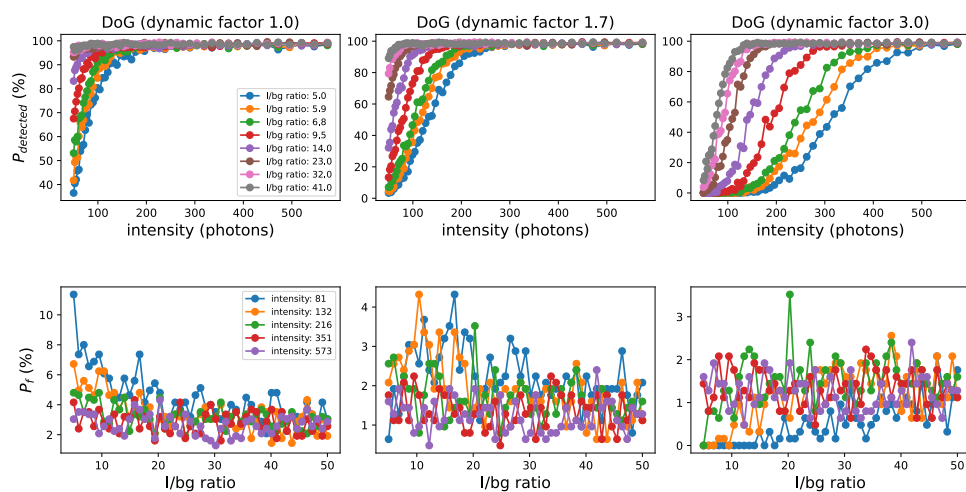 DoG (dynamic factor 1.0)
DoG (dynamic factor 1.7)
DoG (dynamic factor 3.0)
P_detected (%)
100
90
80
70
60
50
40
I/bg ratio: 5.0
I/bg ratio: 5.9
I/bg ratio: 6,8
I/bg ratio: 9,5
I/bg ratio: 14,0
I/bg ratio: 23,0
I/bg ratio: 32,0
I/bg ratio: 41,0
100 200 300 400 500
intensity (photons)
100
80
60
40
20
0
100 200 300 400 500
intensity (photons)
100
80
60
40
20
0
100 200 300 400 500
intensity (photons)
P_f (%)
10
8
6
4
2
intensity: 81
intensity: 132
intensity: 216
intensity: 351
intensity: 573
10 20 30 40 50
I/bg ratio
4
3
2
1
10 20 30 40 50
I/bg ratio
3
2
1
0
10 20 30 40 50
I/bg ratio